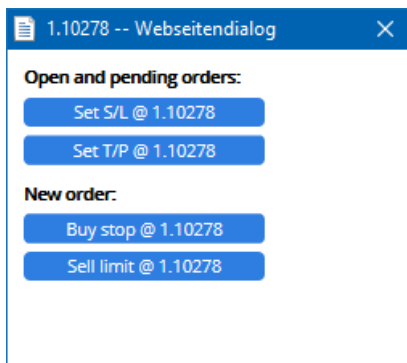 1.10278 -- Webseitendialog
Open and pending orders:
Set S/L @ 1.10278
Set T/P @ 1.10278
New order:
Buy stop @ 1.10278
Sell limit @ 1.10278